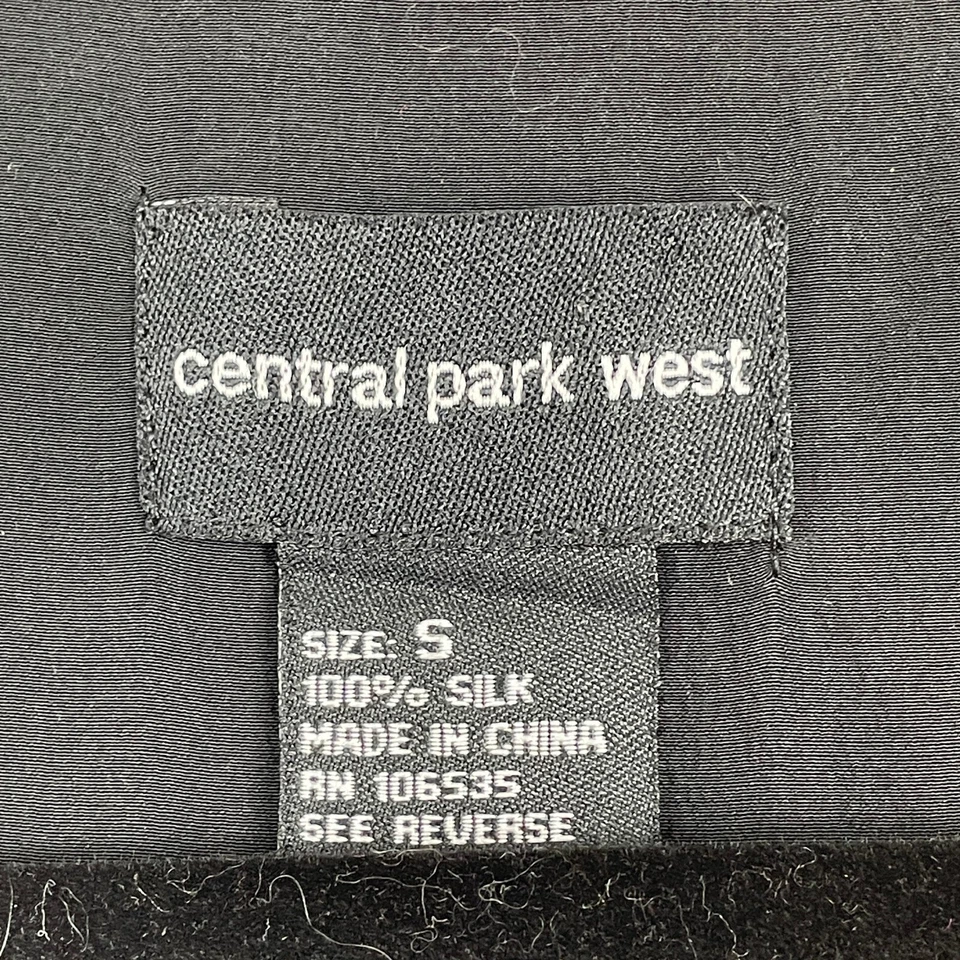 central park west
SIZE: S
100% SILK
MADE IN CHINA
RN 106535
SEE REVERSE